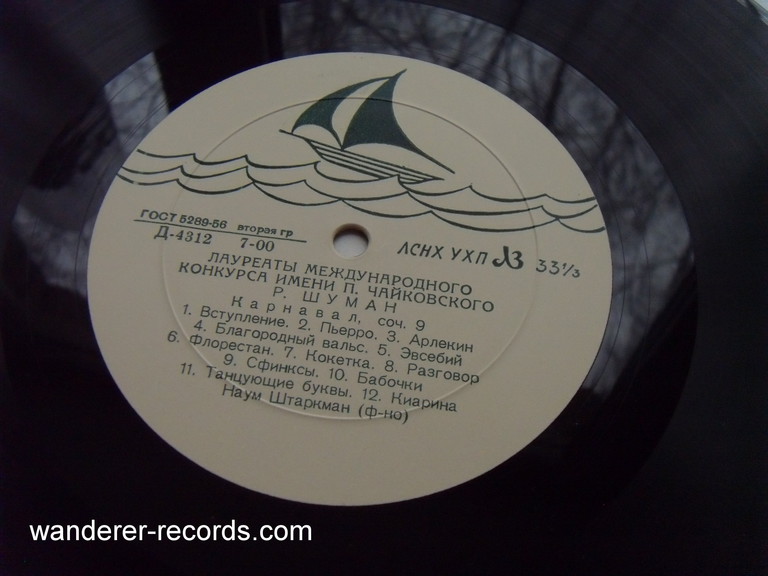 ГОСТ 5289-56 вторая гр
Д-4312 7-00
ЛСНХ УХП ЛЗ 33⅓
ЛАУРЕАТЫ МЕЖДУНАРОДНОГО
КОНКУРСА ИМЕНИ П. ЧАЙКОВСКОГО
Р. ШУМАН
Карнавал, соч. 9
1. Вступление. 2. Пьерро. 3. Арлекин
4. Благородный вальс. 5. Эвсебий
6. Флорестан. 7. Кокетка. 8. Разговор
9. Сфинксы. 10. Бабочки
11. Танцующие буквы. 12. Киарина
Наум Штаркман (ф-но)
wanderer-records.com